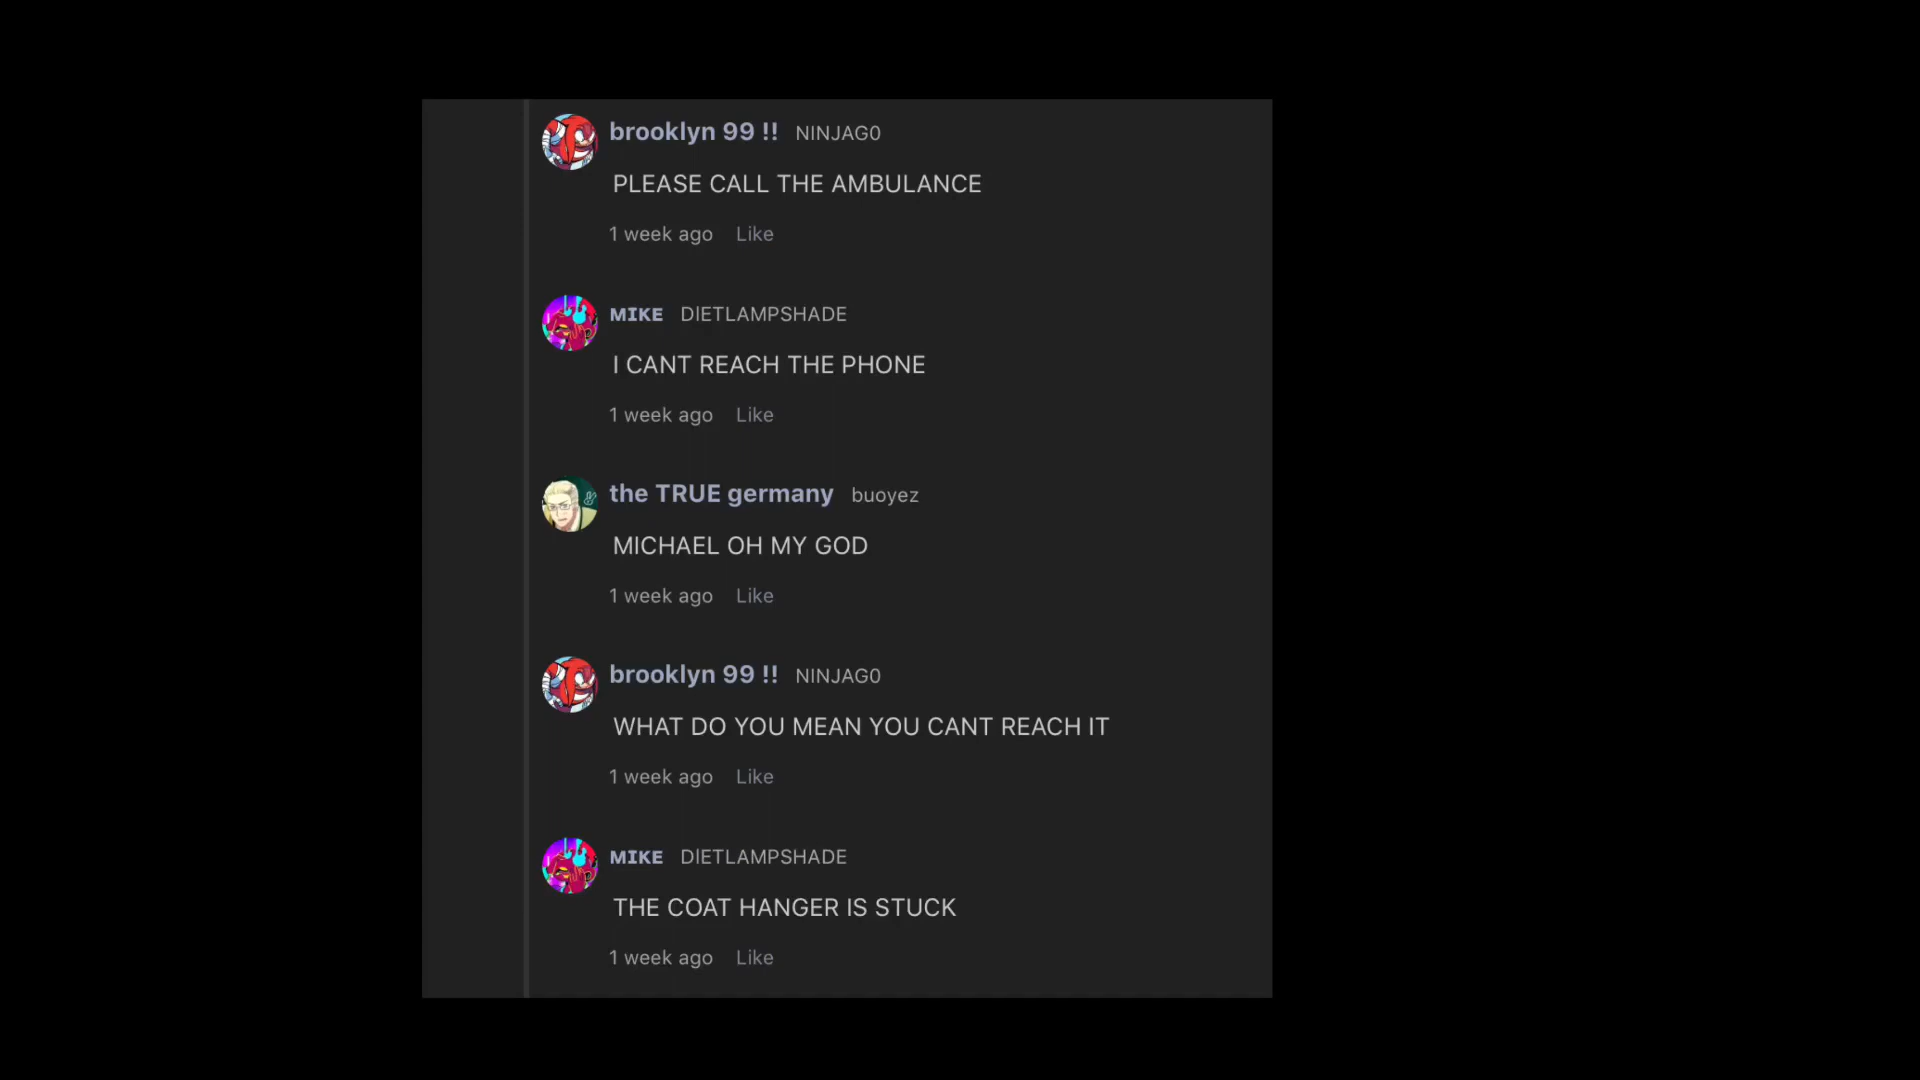 brooklyn 99 !! NINJAG0
PLEASE CALL THE AMBULANCE
1 week ago Like
MIKE DIETLAMPSHADE
I CANT REACH THE PHONE
1 week ago Like
the TRUE germany buoyez
MICHAEL OH MY GOD
1 week ago Like
brooklyn 99 !! NINJAG0
WHAT DO YOU MEAN YOU CANT REACH IT
1 week ago Like
MIKE DIETLAMPSHADE
THE COAT HANGER IS STUCK
1 week ago Like